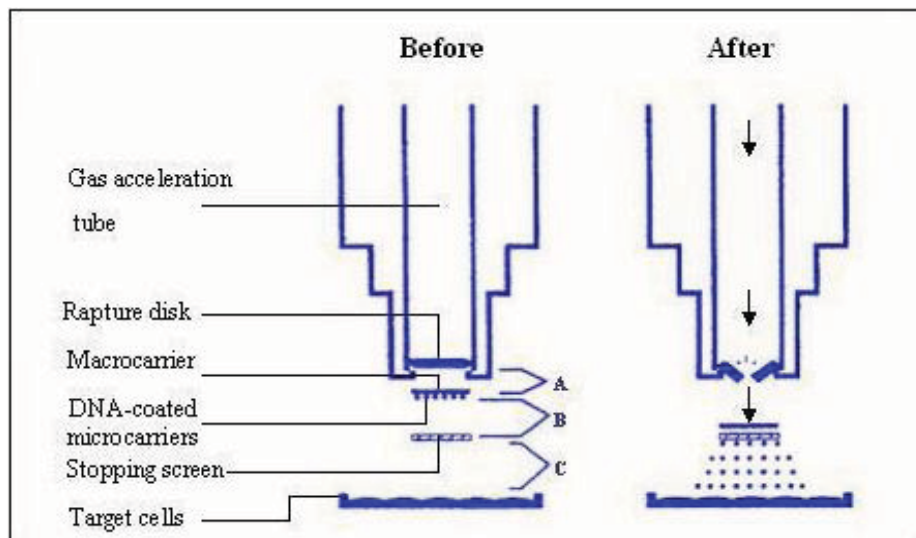 Before
After
Gas acceleration
tube
Rapture disk
Macrocarrier
A
DNA-coated
microcarriers
B
Stopping screen
C
Target cells